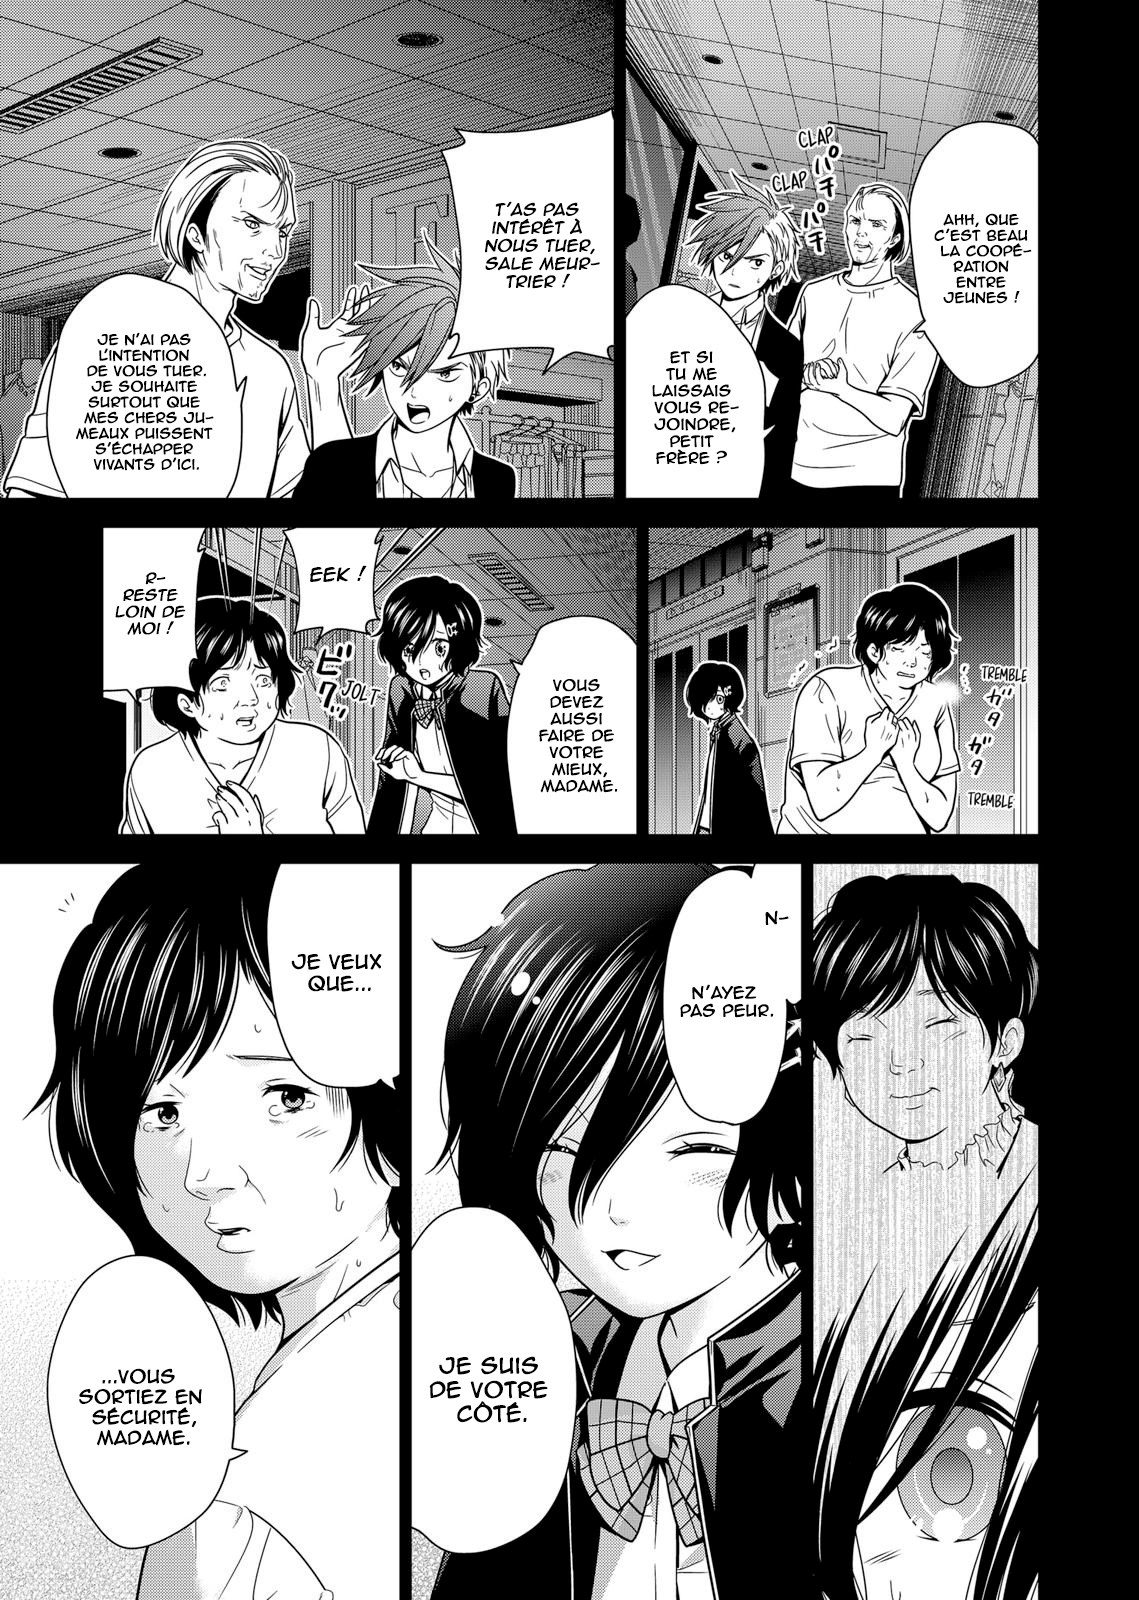 AHH, QUE
C'EST BEAU
LA COOPÉ-
RATION
ENTRE
JEUNES !
CLAP
CLAP
パチパチ
ET SI
TU ME
LAISSAIS
VOUS RE-
JOINDRE,
PETIT
FRÈRE ?
T'AS PAS
INTÉRÊT À
NOUS TUER,
SALE MEUR-
TRIER !
JE N'AI PAS
L'INTENTION
DE VOUS TUER.
JE SOUHAITE
SURTOUT QUE
MES CHERS JU-
MEAUX PUISSENT
S'ÉCHAPPER
VIVANTS D'ICI.
TREMBLE
ガタ
ガタ
TREMBLE
VOUS
DEVEZ
AUSSI
FAIRE DE
VOTRE
MIEUX,
MADAME.
EEK !
ビクッ
JOLT
R-
RESTE
LOIN DE
MOI !
N-
N'AYEZ
PAS PEUR.
JE SUIS
DE VOTRE
CÔTÉ.
JE VEUX
QUE...
...VOUS
SORTIEZ EN
SÉCURITÉ,
MADAME.